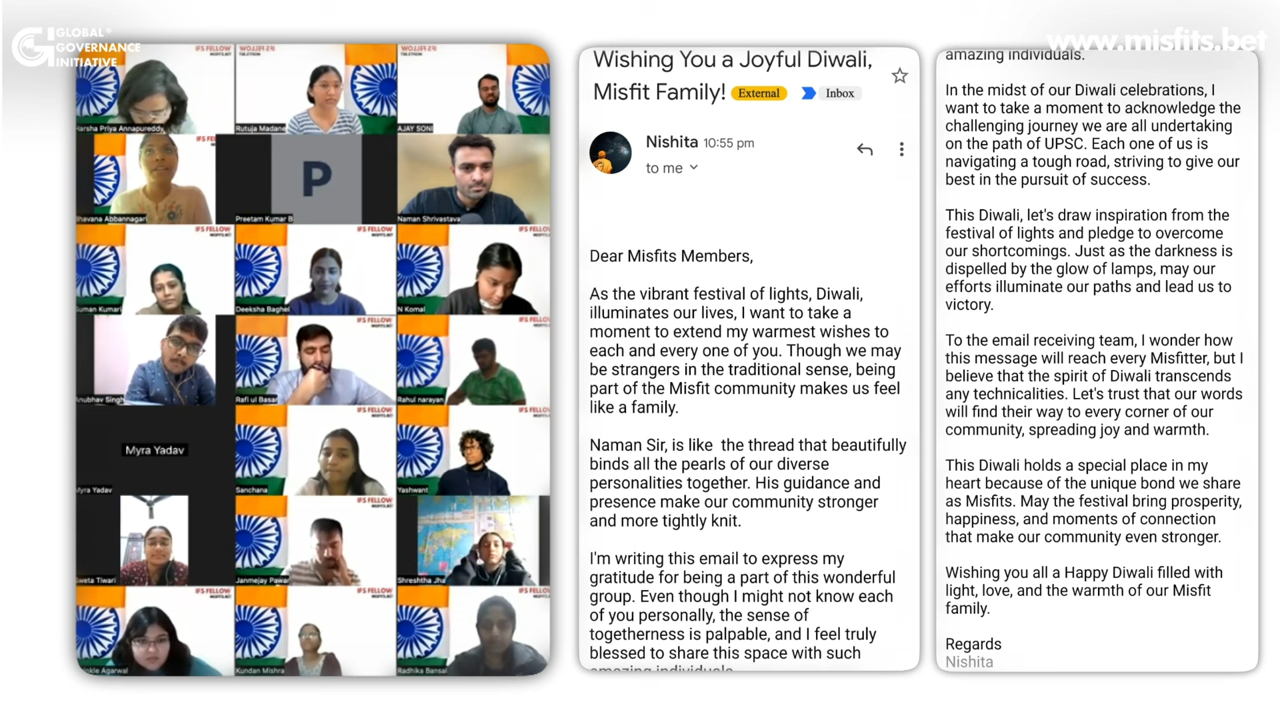 GLOBAL
GOVERNANCE
INITIATIVE
www.misfits.bet
IFS FELLOW
Harsha Priya Annapureddy
Rutuja Madane
AJAY SONI
Bhavana Abbannagari
P
Preetam Kumar B
Naman Shrivastava
Suman Kumari
Deeksha Baghel
N Komal
Anubhav Singh
Rafi ul Basar
Rahul narayan
Myra Yadav
Myra Yadav
Sanchana
Yashwant
Sweta Tiwari
Janmejay Pawar
Shreshtha Jha
Agarwal
Kundan Mishra
Radhika Bansal
Wishing You a Joyful Diwali,
Misfit Family! External Inbox
Nishita 10:55 pm
to me
Dear Misfits Members,
As the vibrant festival of lights, Diwali,
illuminates our lives, I want to take a
moment to extend my warmest wishes to
each and every one of you. Though we may
be strangers in the traditional sense, being
part of the Misfit community makes us feel
like a family.
Naman Sir, is like the thread that beautifully
binds all the pearls of our diverse
personalities together. His guidance and
presence make our community stronger
and more tightly knit.
I'm writing this email to express my
gratitude for being a part of this wonderful
group. Even though I might not know each
of you personally, the sense of
togetherness is palpable, and I feel truly
blessed to share this space with such
amazing individuals.
amazing individuals.
In the midst of our Diwali celebrations, I
want to take a moment to acknowledge the
challenging journey we are all undertaking
on the path of UPSC. Each one of us is
navigating a tough road, striving to give our
best in the pursuit of success.
This Diwali, let's draw inspiration from the
festival of lights and pledge to overcome
our shortcomings. Just as the darkness is
dispelled by the glow of lamps, may our
efforts illuminate our paths and lead us to
victory.
To the email receiving team, I wonder how
this message will reach every Misfitter, but I
believe that the spirit of Diwali transcends
any technicalities. Let's trust that our words
will find their way to every corner of our
community, spreading joy and warmth.
This Diwali holds a special place in my
heart because of the unique bond we share
as Misfits. May the festival bring prosperity,
happiness, and moments of connection
that make our community even stronger.
Wishing you all a Happy Diwali filled with
light, love, and the warmth of our Misfit
family.
Regards
Nishita